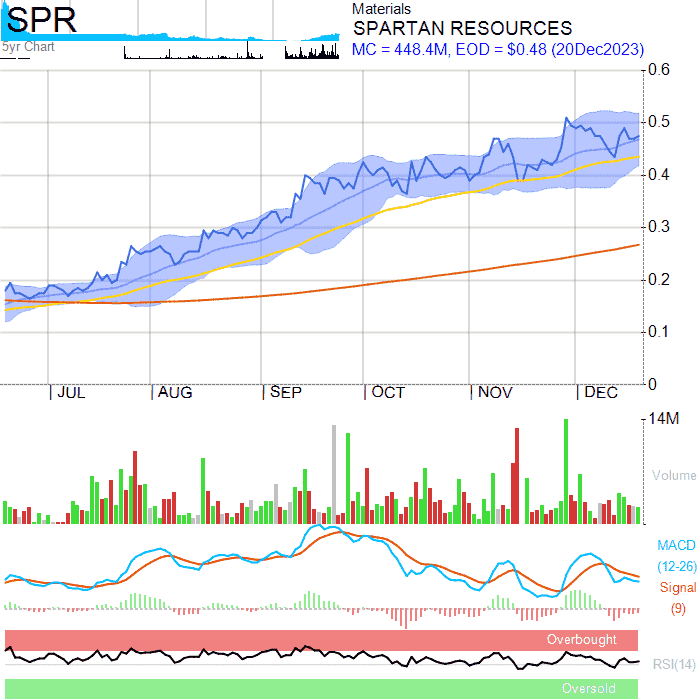 SPR
5yr Chart
Materials
SPARTAN RESOURCES
MC = 448.4M, EOD = $0.48 (20Dec2023)
0.6
0.5
0.4
0.3
0.2
0.1
0
JUL AUG SEP OCT NOV DEC
14M
Volume
MACD
(12-26)
Signal
(9)
Overbought
RSI(14)
Oversold